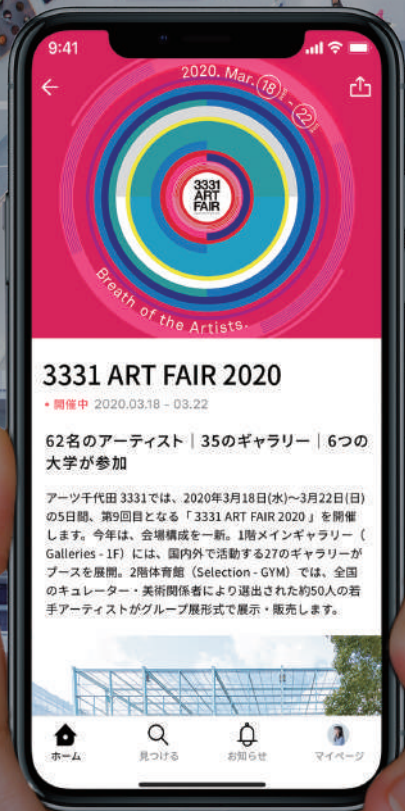 9:41
2020. Mar. 18 - 22
3331
ART
FAIR
Breath of the Artists.
3331 ART FAIR 2020
• 開催中 2020.03.18 - 03.22
62名のアーティスト｜35のギャラリー｜6つの
大学が参加
アーツ千代田 3331では、2020年3月18日(水)〜3月22日(日)
の5日間、第9回目となる「 3331 ART FAIR 2020 」を開催
します。今年は、会場構成を一新。1階メインギャラリー（
Galleries - 1F）には、国内外で活動する27のギャラリーが
ブースを展開。2階体育館（Selection - GYM）では、全国
のキュレーター・美術関係者により選出された約50人の若
手アーティストがグループ展形式で展示・販売します。
ホーム 見つける お知らせ マイページ